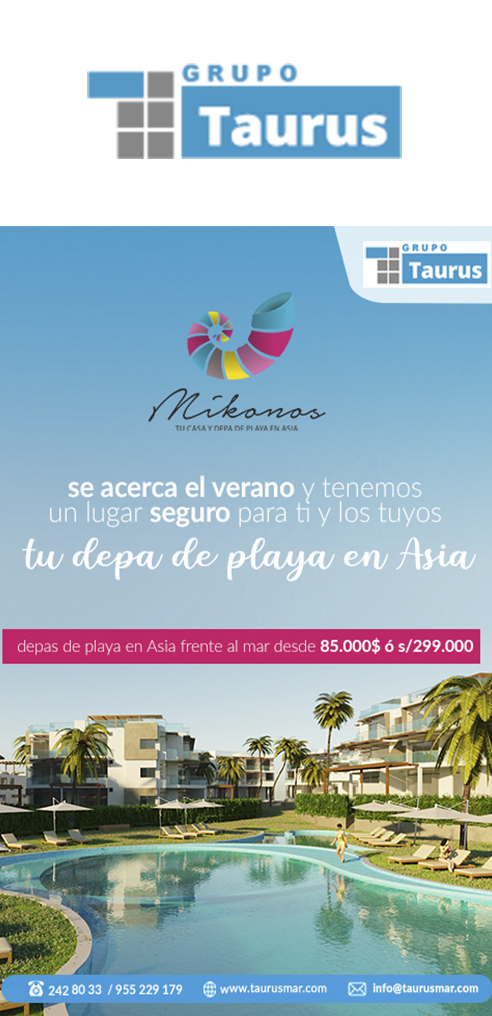 GRUPO
Taurus
GRUPO
Taurus
Mikonos
TU CASA Y DEPA DE PLAYA EN ASIA
se acerca el verano y tenemos
un lugar seguro para ti y los tuyos
tu depa de playa en Asia
depas de playa en Asia frente al mar desde 85.000$ ó s/299.000
242 80 33 / 955 229 179 www.taurusmar.com info@taurusmar.com